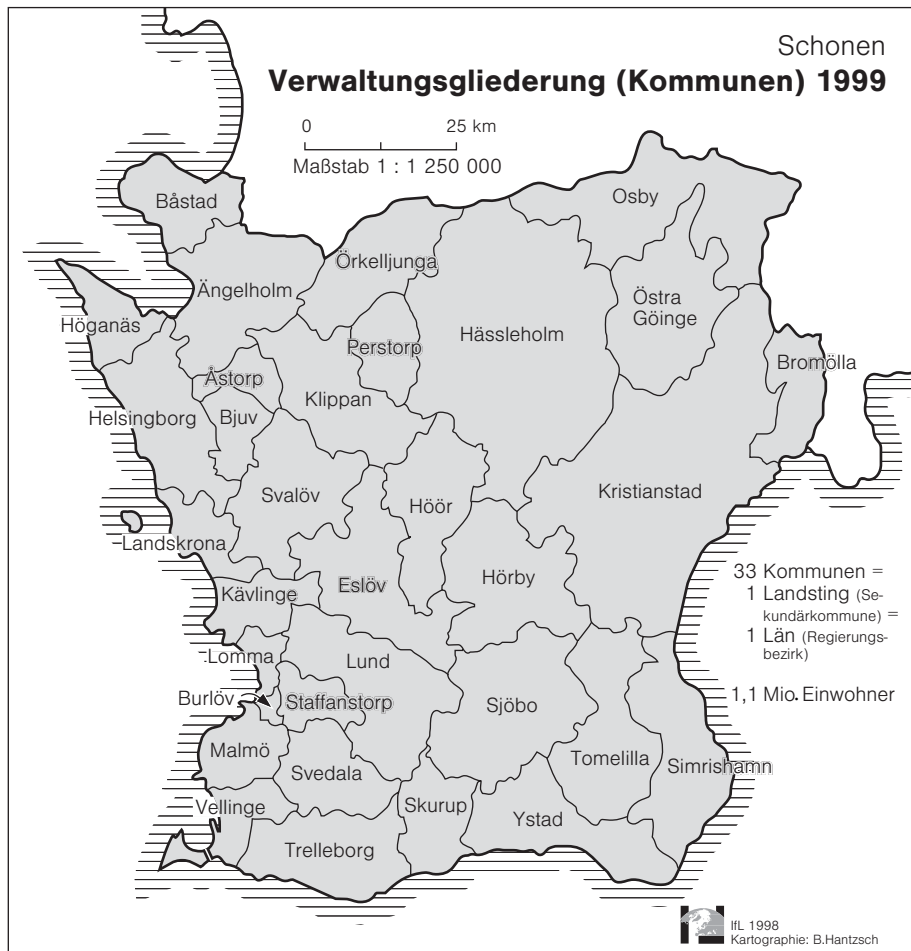 Schonen
Verwaltungsgliederung (Kommunen) 1999
0 25 km
Maßstab 1 : 1 250 000
Båstad
Osby
Örkelljunga
Ängelholm
Östra
Göinge
Höganäs
Hässleholm
Perstorp
Bromölla
Åstorp
Klippan
Helsingborg
Bjuv
Svalöv
Kristianstad
Höör
Landskrona
33 Kommunen =
1 Landsting (Se-
kundärkommune) =
1 Län (Regierungs-
bezirk)
1,1 Mio. Einwohner
Hörby
Eslöv
Kävlinge
Lomma
Lund
Burlöv
Staffanstorp
Sjöbo
Malmö
Svedala
Tomelilla
Simrishamn
Vellinge
Skurup
Ystad
Trelleborg
IfL 1998
Kartographie: B.Hantzsch